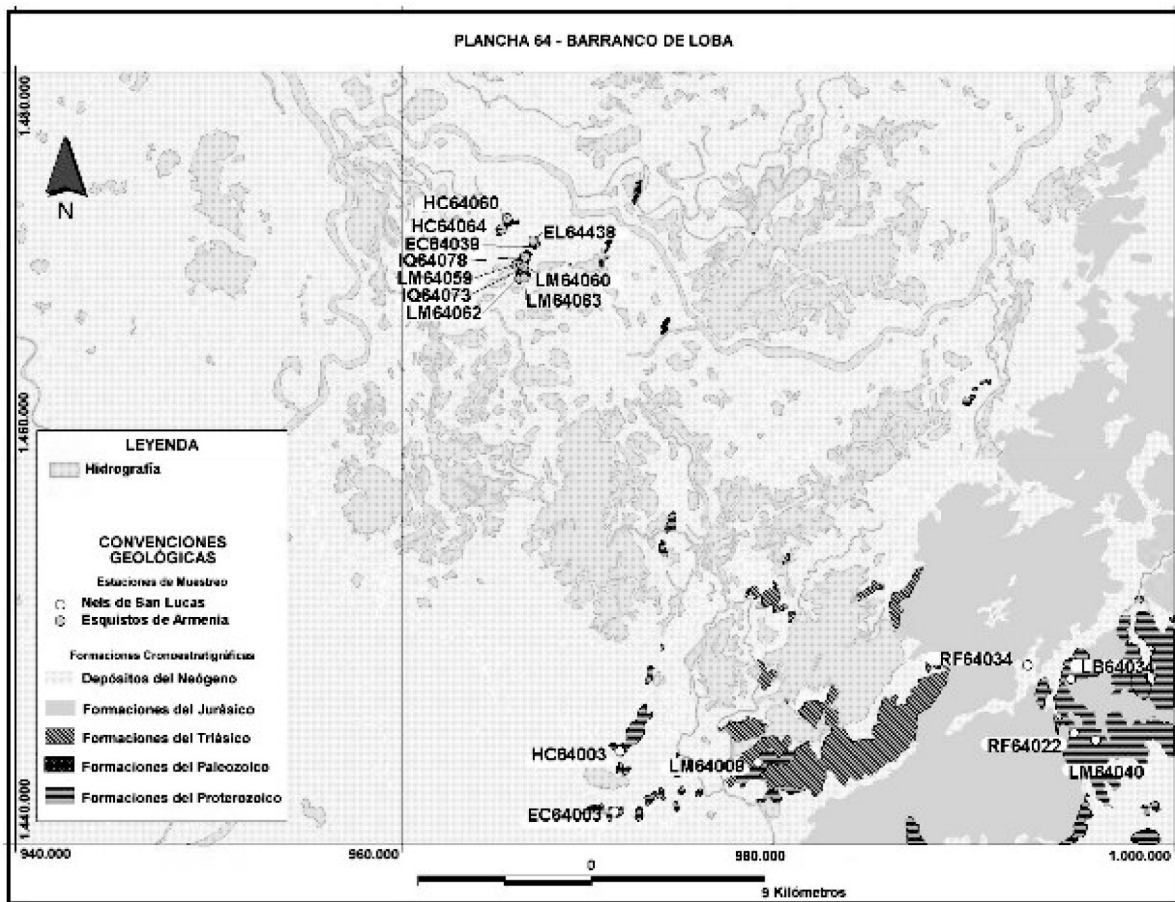 PLANCHA 64 - BARRANCO DE LOBA
1.480.000
N
HC64060
HC64064
EL64438
EC64039
IQ64078
LM64059
LM64060
IQ64073
LM64063
LM64062
1.460.000
LEYENDA
Hidrografía
CONVENCIONES
GEOLÓGICAS
Estaciones de Muestreo
Neis de San Lucas
Esquistos de Armenia
Formaciones Cronoestratigráficas
Depósitos del Neógeno
Formaciones del Jurásico
Formaciones del Triásico
Formaciones del Paleozoico
Formaciones del Proterozoico
RF64034
LB64034
HC64003
LM64009
RF64022
LM64040
EC64003
1.440.000
940.000
960.000
980.000
1.000.000
0
9 Kilómetros